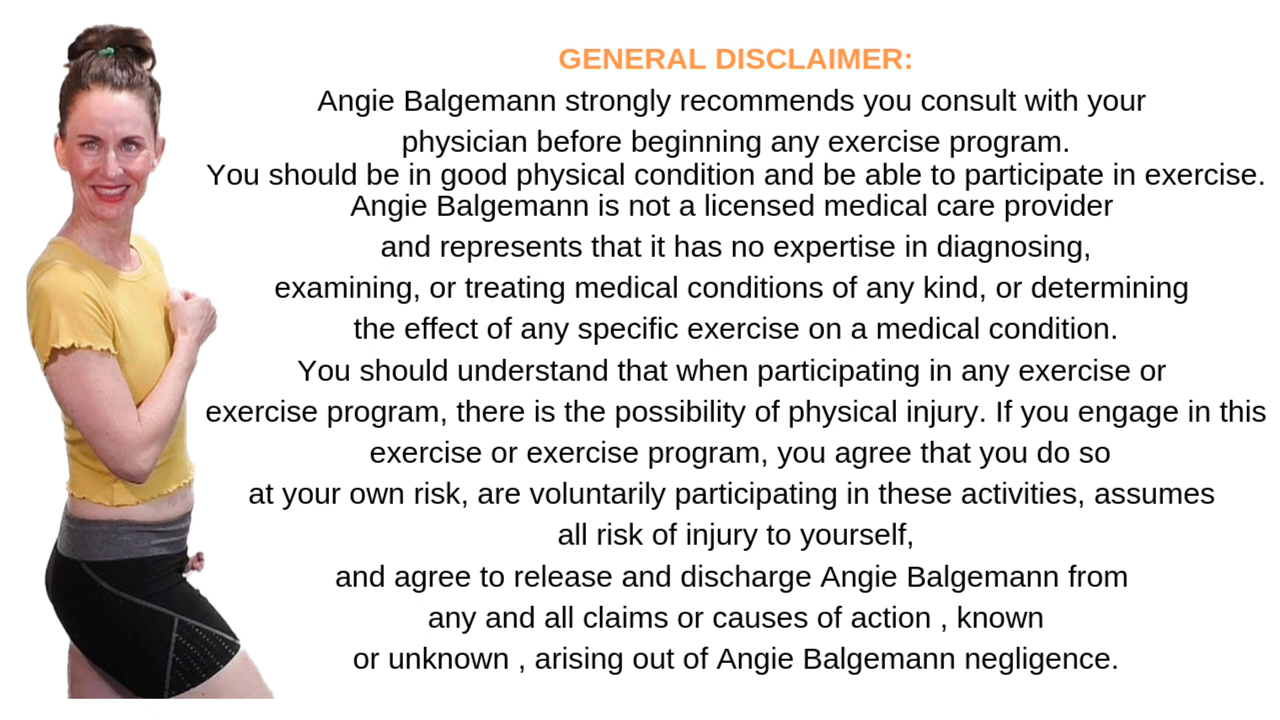 GENERAL DISCLAIMER:
Angie Balgemann strongly recommends you consult with your
physician before beginning any exercise program.
You should be in good physical condition and be able to participate in exercise.
Angie Balgemann is not a licensed medical care provider
and represents that it has no expertise in diagnosing,
examining, or treating medical conditions of any kind, or determining
the effect of any specific exercise on a medical condition.
You should understand that when participating in any exercise or
exercise program, there is the possibility of physical injury. If you engage in this
exercise or exercise program, you agree that you do so
at your own risk, are voluntarily participating in these activities, assumes
all risk of injury to yourself,
and agree to release and discharge Angie Balgemann from
any and all claims or causes of action , known
or unknown , arising out of Angie Balgemann negligence.